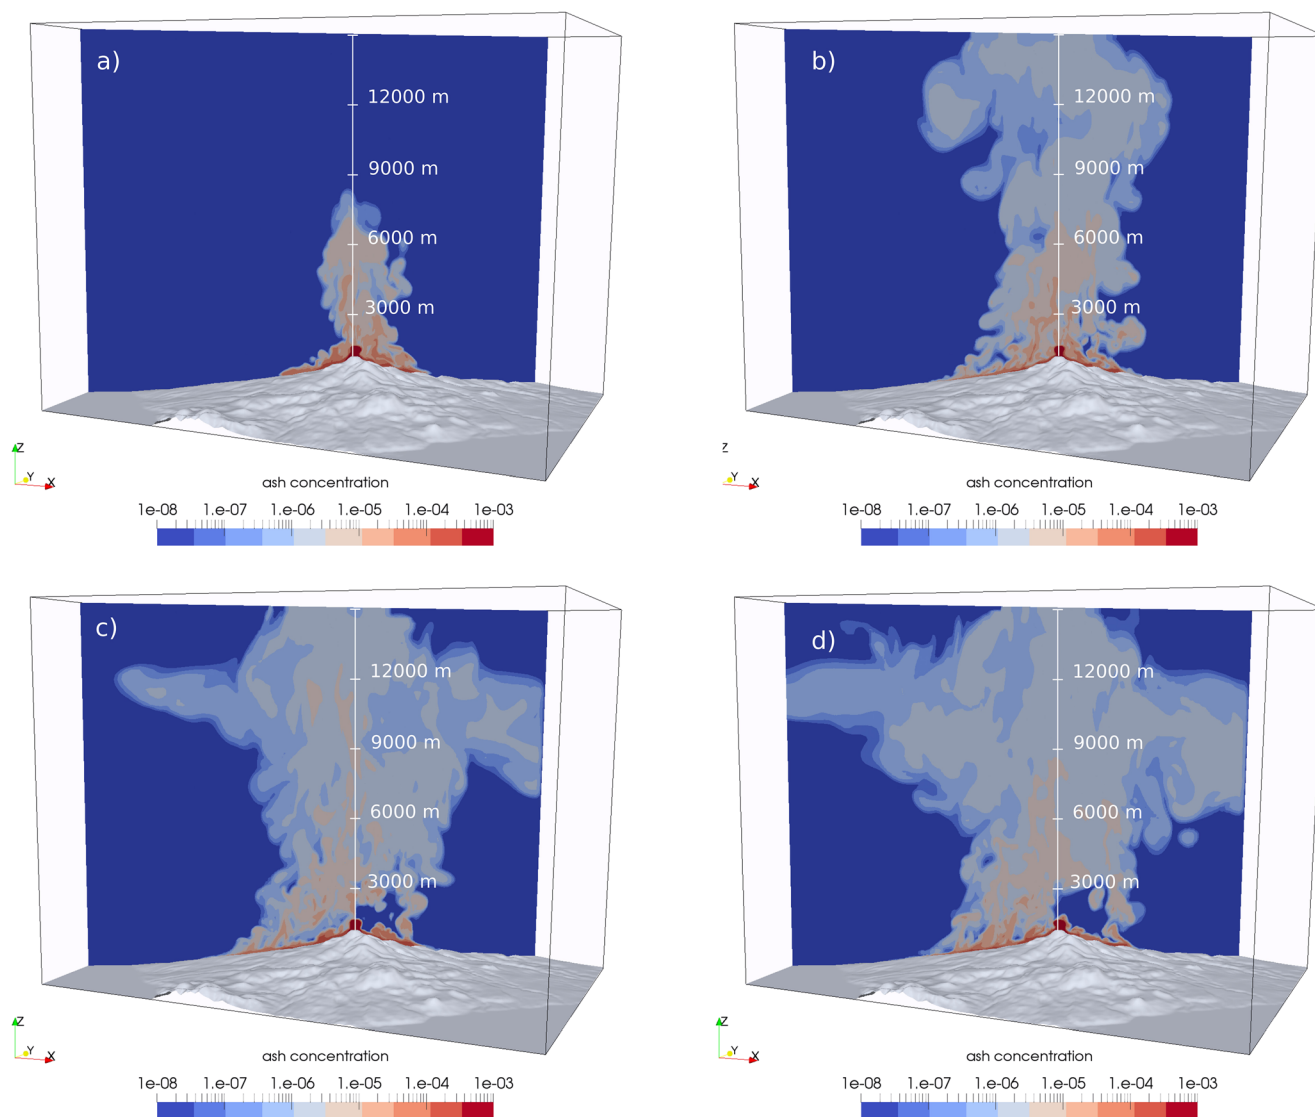 a)
12000 m
9000 m
6000 m
3000 m
Z
Y
X
ash concentration
1e-08 1.e-07 1.e-06 1.e-05 1.e-04 1e-03
b)
12000 m
9000 m
6000 m
3000 m
Z
Y
X
ash concentration
1e-08 1.e-07 1.e-06 1.e-05 1.e-04 1e-03
c)
12000 m
9000 m
6000 m
3000 m
Z
Y
X
ash concentration
1e-08 1.e-07 1.e-06 1.e-05 1.e-04 1e-03
d)
12000 m
9000 m
6000 m
3000 m
Z
Y
X
ash concentration
1e-08 1.e-07 1.e-06 1.e-05 1.e-04 1e-03